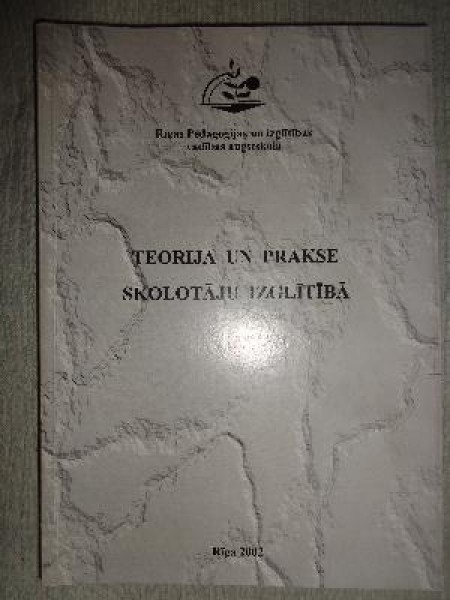 Rīgas Pedagoģijas un izglītības
vadības augstskola
TEORIJA UN PRAKSE
SKOLOTĀJU IZGLĪTĪBĀ
Rīga 2002